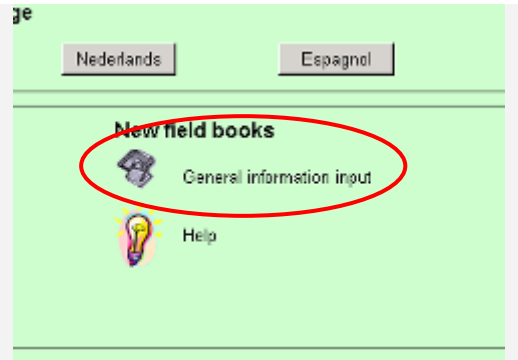 ge
Nederlands Espagnol
New field books
General information input
Help